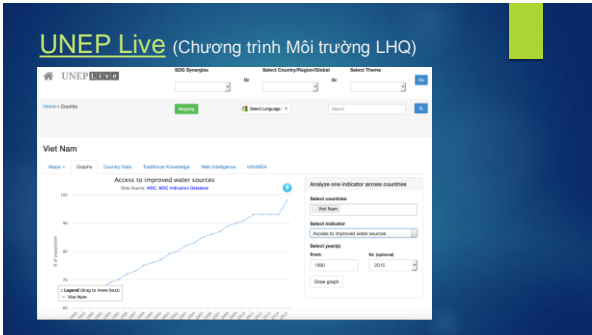 UNEP Live (Chương trình Môi trường LHQ)
SDG Synergies
Or
Select Country/Region/Global
Or
Select Theme
Go
UNEP Live
Home » Country
Mapping
Select Language
Search
Viet Nam
Maps
Graphs
Country Data
Traditional Knowledge
Web Intelligence
InforMEA
Access to improved water sources
Data Source: MDG, MDG Indicators Database
100
90
80
70
60
% of population
:: Legend (drag to move box)::
Viet Nam
Analyze one indicator across countries
Select countries
Viet Nam
Select indicator
Access to improved water sources
Select year(s)
from:
to: (optional)
1990
2015
Draw graph